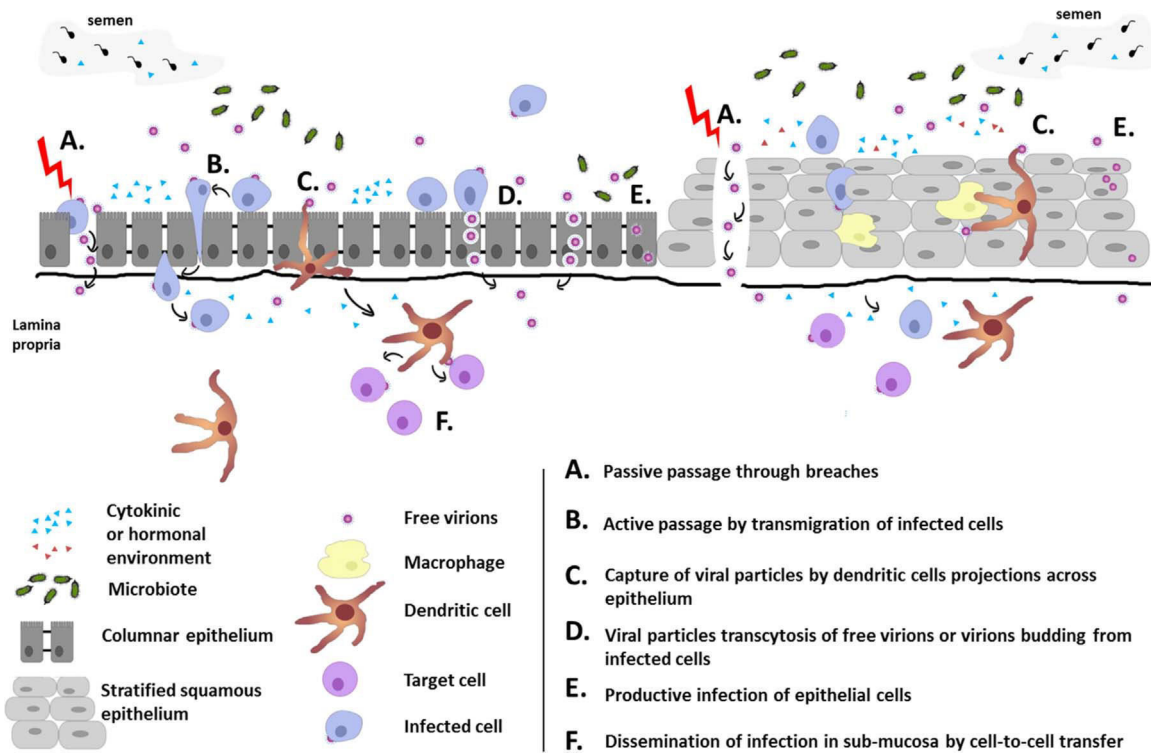 semen
semen
A.
B.
C.
D.
E.
A.
C.
E.
Lamina
propria
F.
Cytokinic
or hormonal
environment
Microbiote
Columnar epithelium
Stratified squamous
epithelium
Free virions
Macrophage
Dendritic cell
Target cell
Infected cell
A. Passive passage through breaches
B. Active passage by transmigration of infected cells
C. Capture of viral particles by dendritic cells projections across
epithelium
D. Viral particles transcytosis of free virions or virions budding from
infected cells
E. Productive infection of epithelial cells
F. Dissemination of infection in sub-mucosa by cell-to-cell transfer